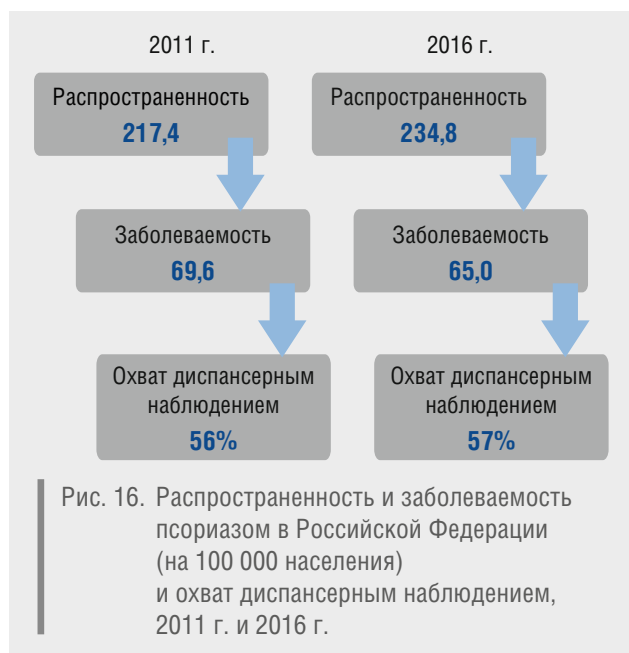 2011 г.
2016 г.
Распространенность
217,4
Распространенность
234,8
Заболеваемость
69,6
Заболеваемость
65,0
Охват диспансерным
наблюдением
56%
Охват диспансерным
наблюдением
57%
Рис. 16. Распространенность и заболеваемость
псориазом в Российской Федерации
(на 100 000 населения)
и охват диспансерным наблюдением,
2011 г. и 2016 г.